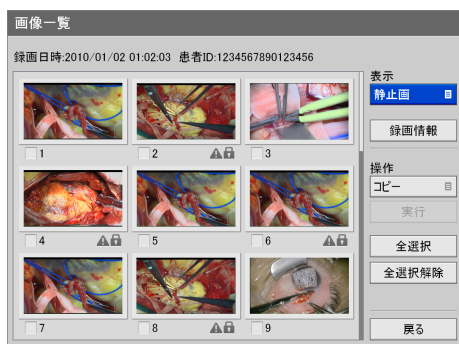 画像一覧
録画日時:2010/01/02 01:02:03 患者ID:1234567890123456
表示
静止画
録画情報
操作
コピー
実行
全選択
全選択解除
戻る
1
2
3
4
5
6
7
8
9